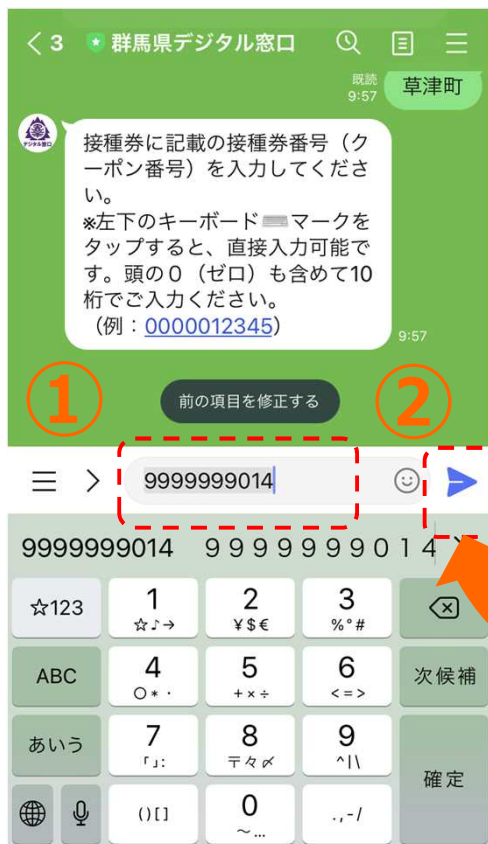 < 3 群馬県デジタル窓口
既読
9:57
草津町
デジタル窓口
接種券に記載の接種券番号（ク
ーポン番号）を入力してくださ
い。
※左下のキーボード⌨マークを
タップすると、直接入力可能で
す。頭の０（ゼロ）も含めて10
桁でご入力ください。
（例：0000012345）
9:57
① ②
前の項目を修正する
9999999014
9999999014 ９９９９９９９０１４
☆123
1
☆♪→
2
¥$€
3
%°#
ABC
4
○*・
5
+×÷
6
<=>
次候補
あいう
7
「」:
8
〒々〆
9
^|\
確定
()[]
0
〜…
.,-/